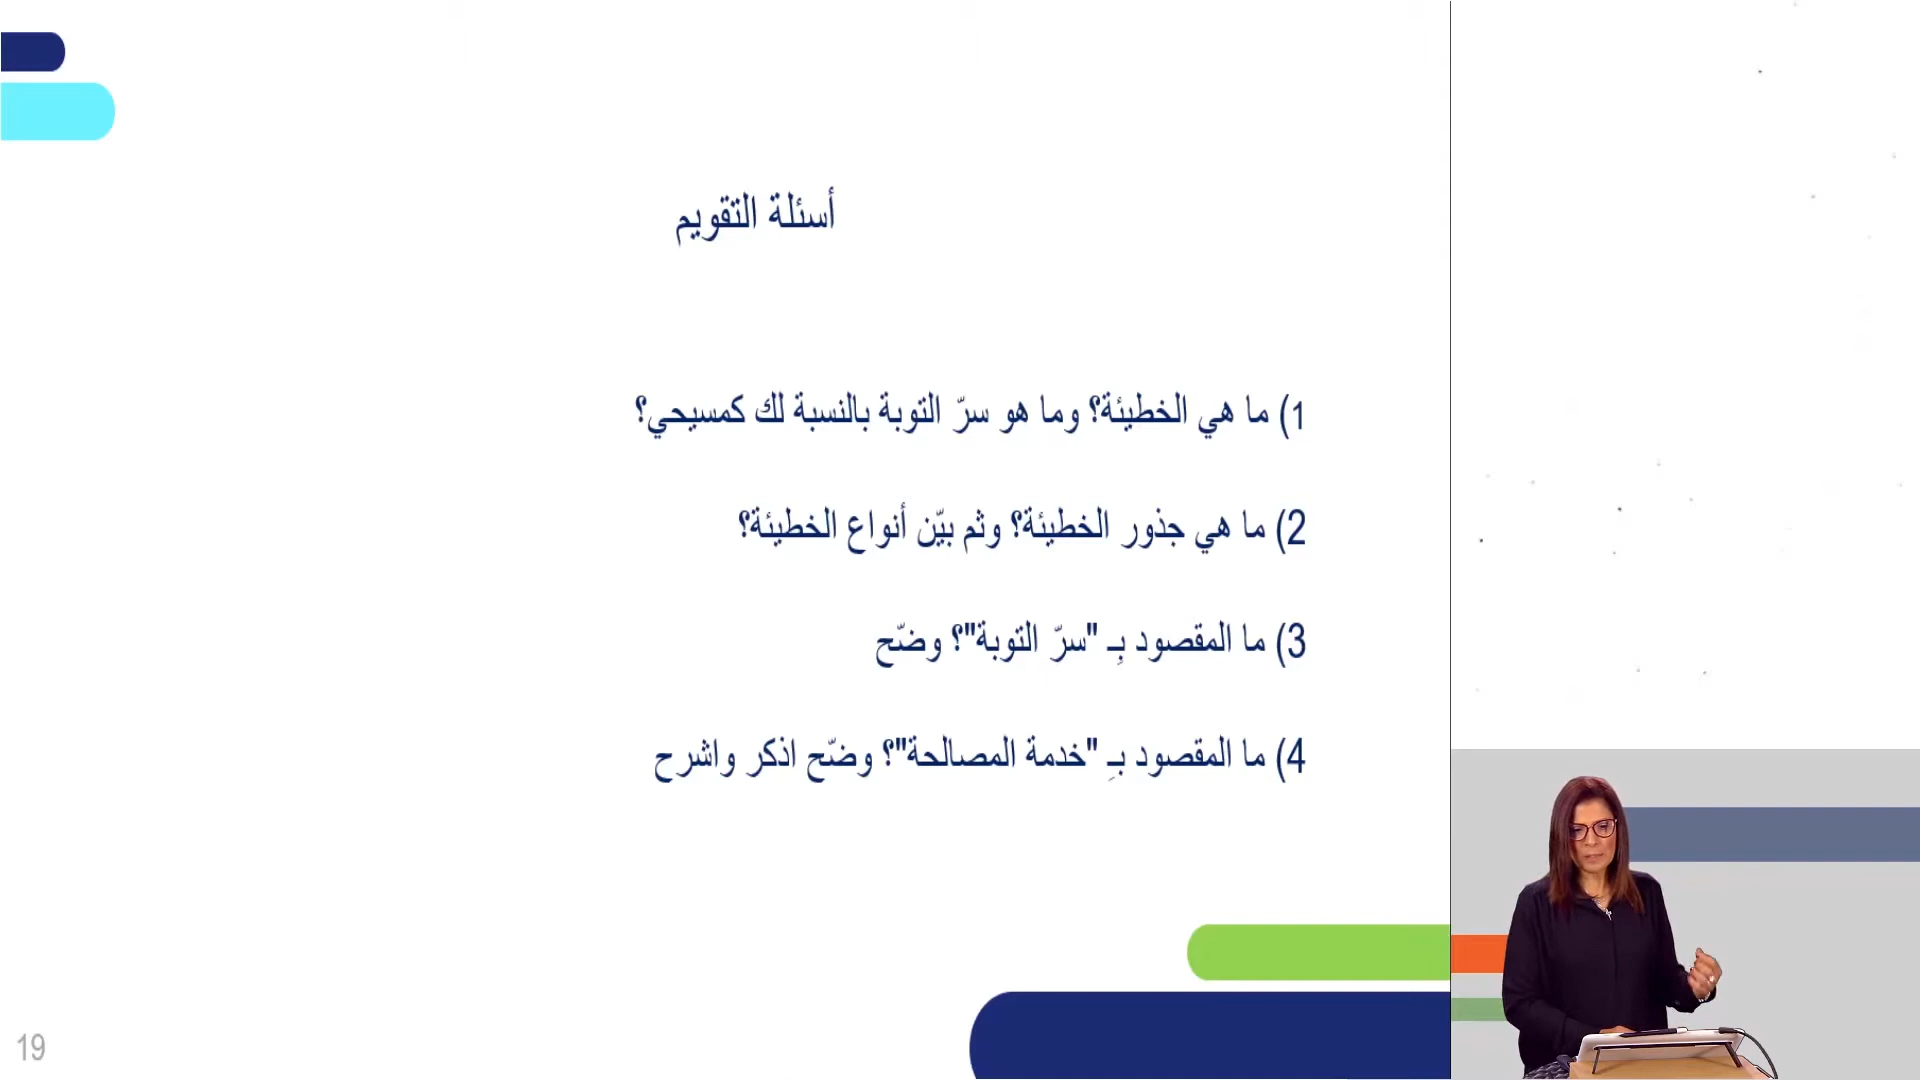 أسئلة التقويم
1) ما هي الخطيئة؟ وما هو سرّ التوبة بالنسبة لك كمسيحي؟
2) ما هي جذور الخطيئة؟ وثم بيّن أنواع الخطيئة؟
3) ما المقصود بِـ "سرّ التوبة"؟ وضّح
4) ما المقصود بـِ "خدمة المصالحة"؟ وضّح اذكر واشرح
19